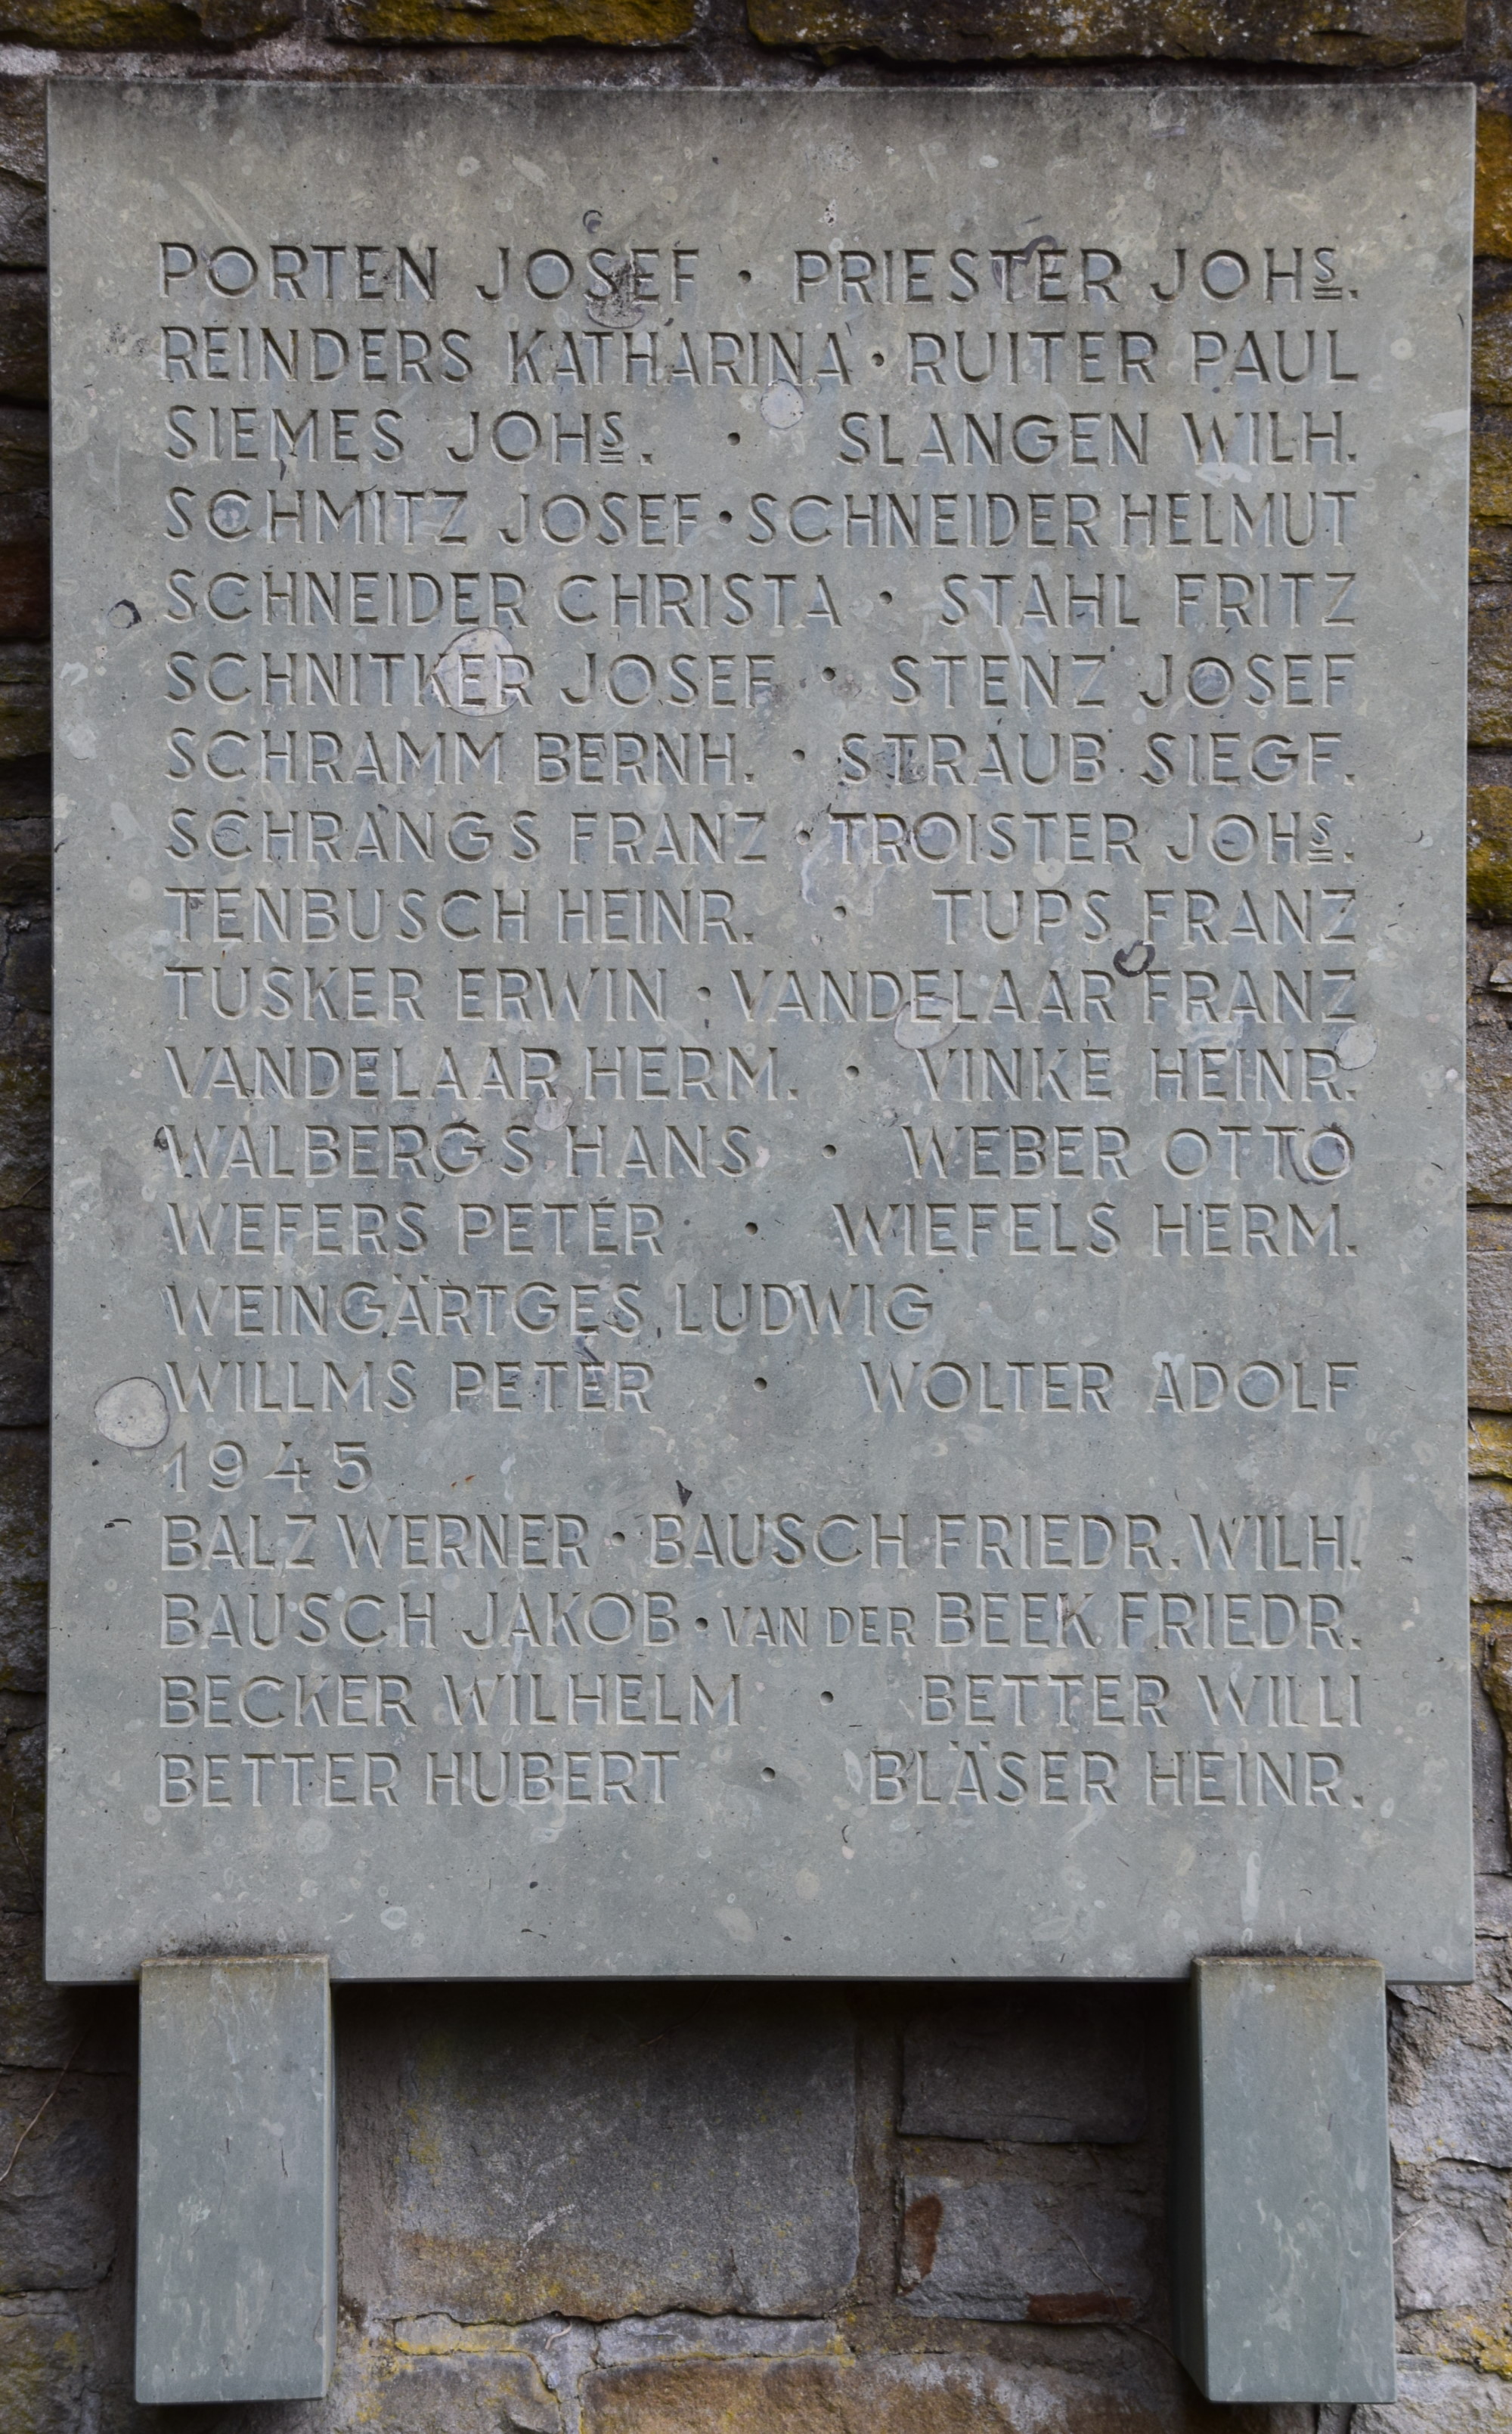 PORTEN JOSEF · PRIESTER JOHS.
REINDERS KATHARINA · RUITER PAUL
SIEMES JOHS. · SLANGEN WILH.
SCHMITZ JOSEF · SCHNEIDER HELMUT
SCHNEIDER CHRISTA · STAHL FRITZ
SCHNITKER JOSEF · STENZ JOSEF
SCHRAMM BERNH. · STRAUB SIEGF.
SCHRANGS FRANZ · TROISTER JOHS.
TENBUSCH HEINR. · TUPS FRANZ
TUSKER ERWIN · VANDELAAR FRANZ
VANDELAAR HERM. · VINKE HEINR.
WALBERGS HANS · WEBER OTTO
WEFERS PETER · WIEFELS HERM.
WEINGÄRTGES LUDWIG
WILLMS PETER · WOLTER ADOLF
1945
BALZ WERNER · BAUSCH FRIEDR. WILH.
BAUSCH JAKOB · VAN DER BEEK FRIEDR.
BECKER WILHELM · BETTER WILLI
BETTER HUBERT · BLÄSER HEINR.